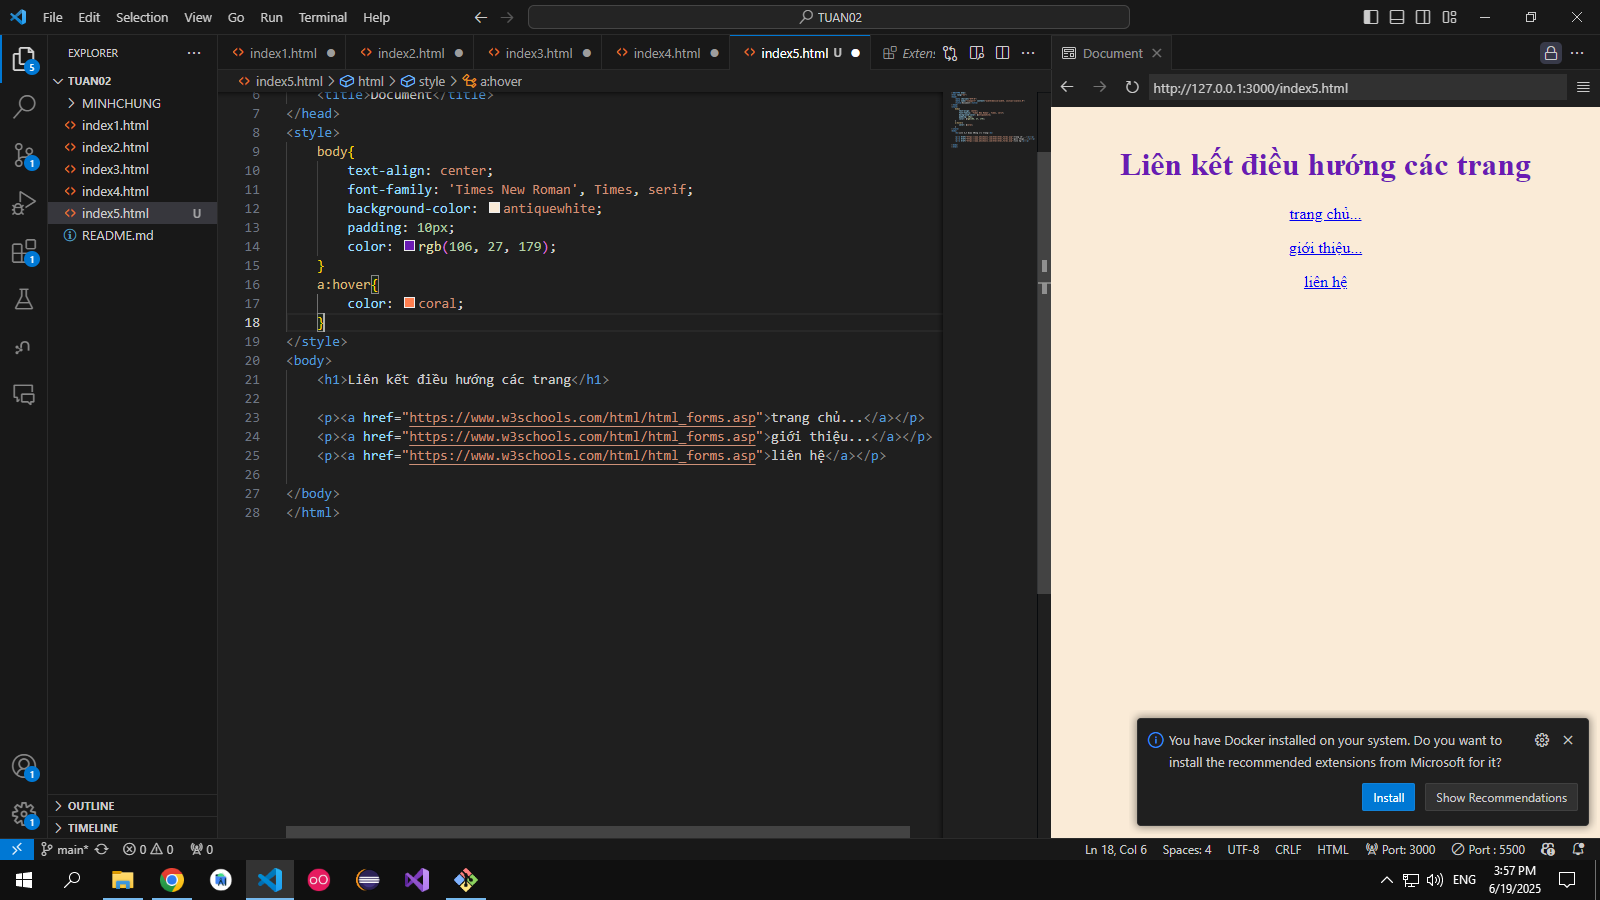 File Edit Selection View Go Run Terminal Help
TUAN02
EXPLORER
TUAN02
MINHCHUNG
index1.html
index2.html
index3.html
index4.html
index5.html U
README.md
OUTLINE
TIMELINE
5
1
1
1
1
index1.html
index2.html
index3.html
index4.html
index5.html U
Extens
index5.html > html > style > a:hover
6 <title>Document</title>
7 </head>
8 <style>
9 body{
10 text-align: center;
11 font-family: 'Times New Roman', Times, serif;
12 background-color: antiquewhite;
13 padding: 10px;
14 color: rgb(106, 27, 179);
15 }
16 a:hover{
17 color: coral;
18 }
19 </style>
20 <body>
21 <h1>Liên kết điều hướng các trang</h1>
22
23 <p><a href="https://www.w3schools.com/html/html_forms.asp">trang chủ...</a></p>
24 <p><a href="https://www.w3schools.com/html/html_forms.asp">giới thiệu...</a></p>
25 <p><a href="https://www.w3schools.com/html/html_forms.asp">liên hệ</a></p>
26
27 </body>
28 </html>
Document
http://127.0.0.1:3000/index5.html
Liên kết điều hướng các trang
trang chủ...
giới thiệu...
liên hệ
You have Docker installed on your system. Do you want to
install the recommended extensions from Microsoft for it?
Install Show Recommendations
main* 0 0 0
Ln 18, Col 6 Spaces: 4 UTF-8 CRLF HTML Port: 3000 Port : 5500
ENG
3:57 PM
6/19/2025